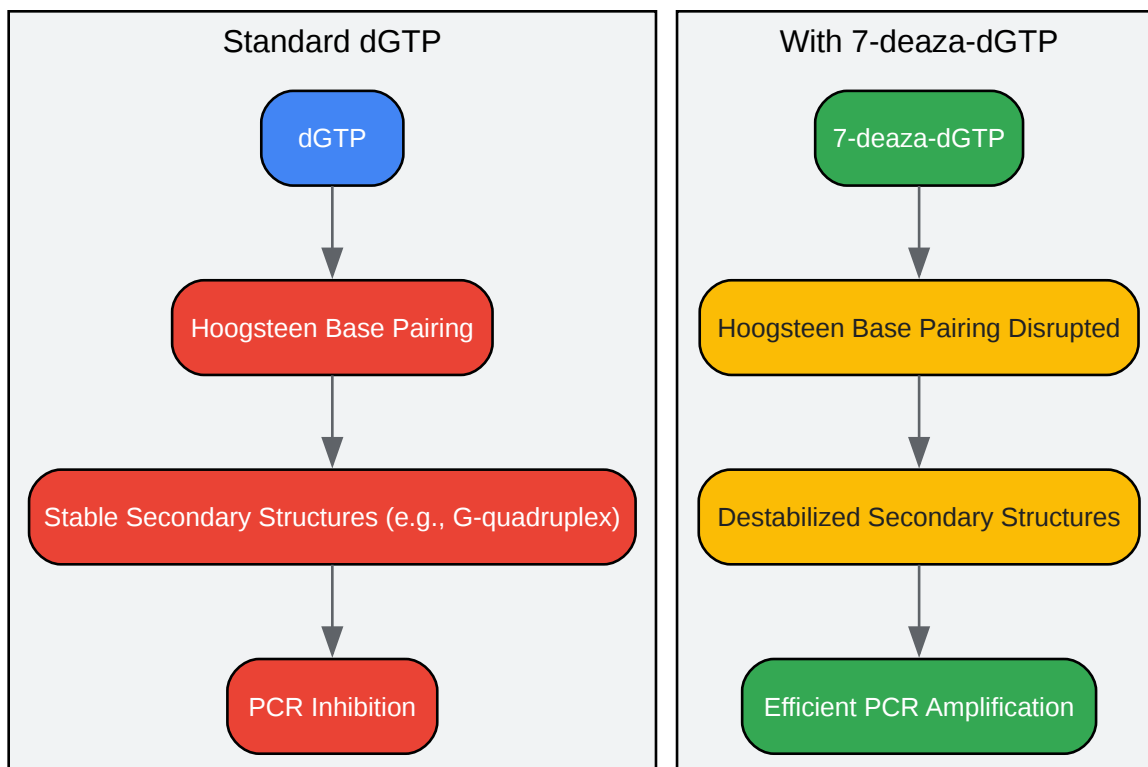 Standard dGTP
dGTP
Hoogsteen Base Pairing
Stable Secondary Structures (e.g., G-quadruplex)
PCR Inhibition
With 7-deaza-dGTP
7-deaza-dGTP
Hoogsteen Base Pairing Disrupted
Destabilized Secondary Structures
Efficient PCR Amplification